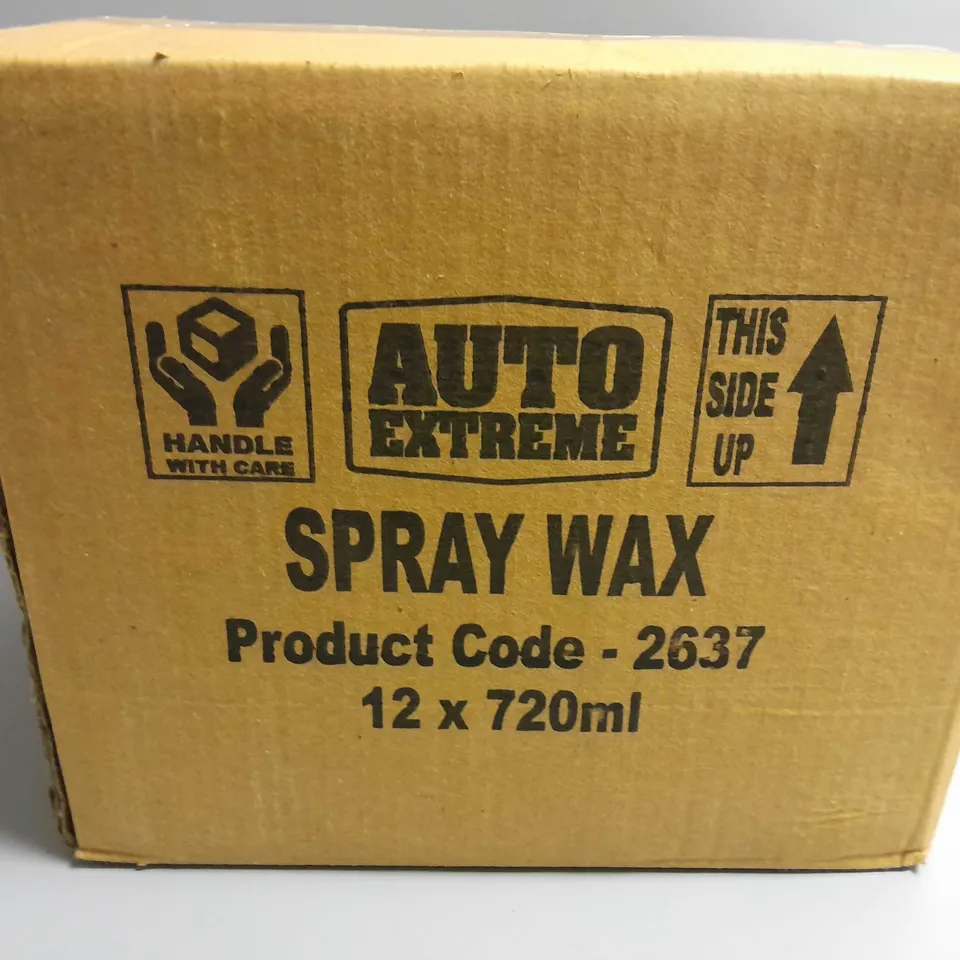 HANDLE
WITH CARE
AUTO
EXTREME
THIS
SIDE
UP
SPRAY WAX
Product Code - 2637
12 x 720ml